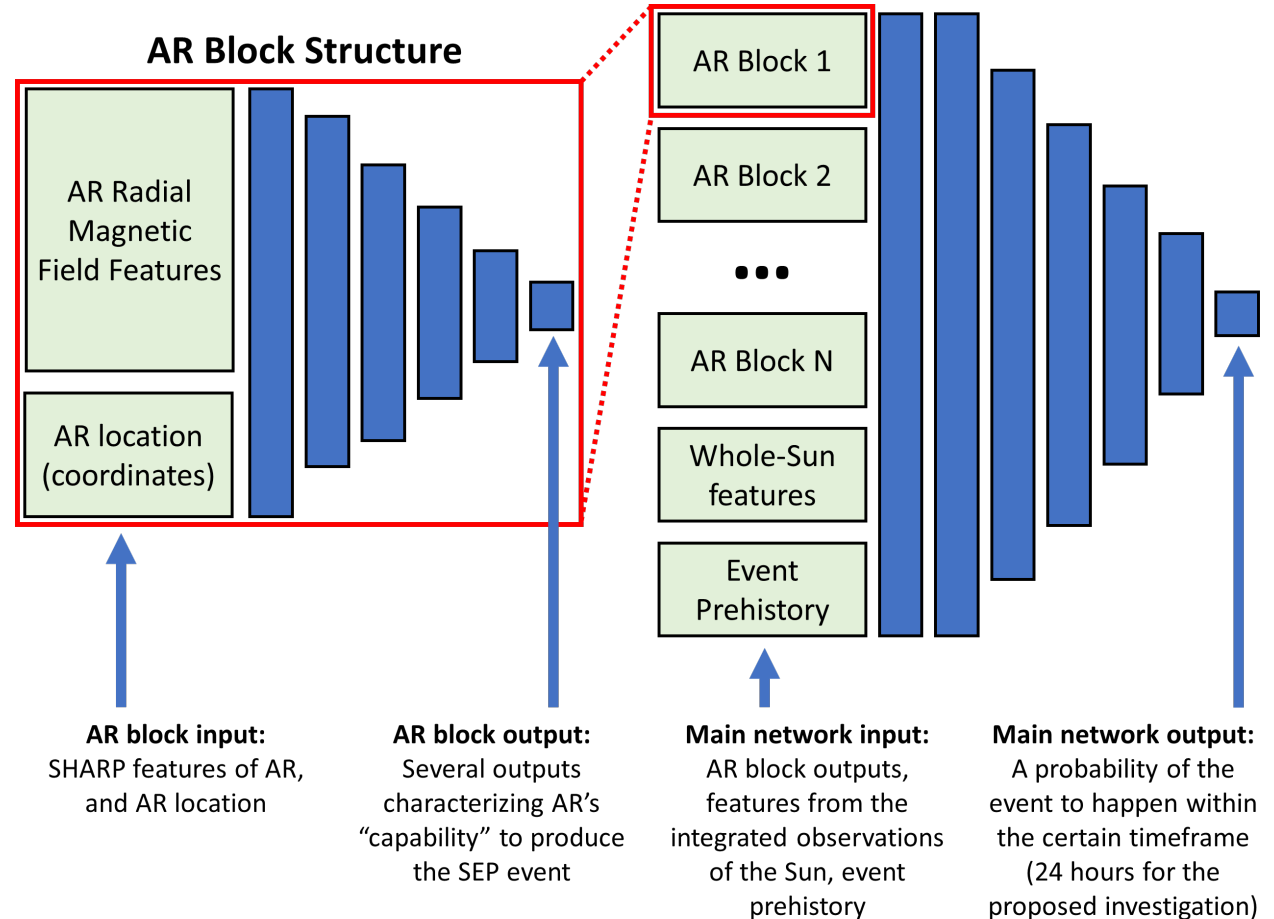 AR Block Structure
AR Radial
Magnetic
Field Features
AR location
(coordinates)
AR Block 1
AR Block 2
...
AR Block N
Whole-Sun
features
Event
Prehistory
AR block input:
SHARP features of AR,
and AR location
AR block output:
Several outputs
characterizing AR’s
“capability” to produce
the SEP event
Main network input:
AR block outputs,
features from the
integrated observations
of the Sun, event
prehistory
Main network output:
A probability of the
event to happen within
the certain timeframe
(24 hours for the
proposed investigation)